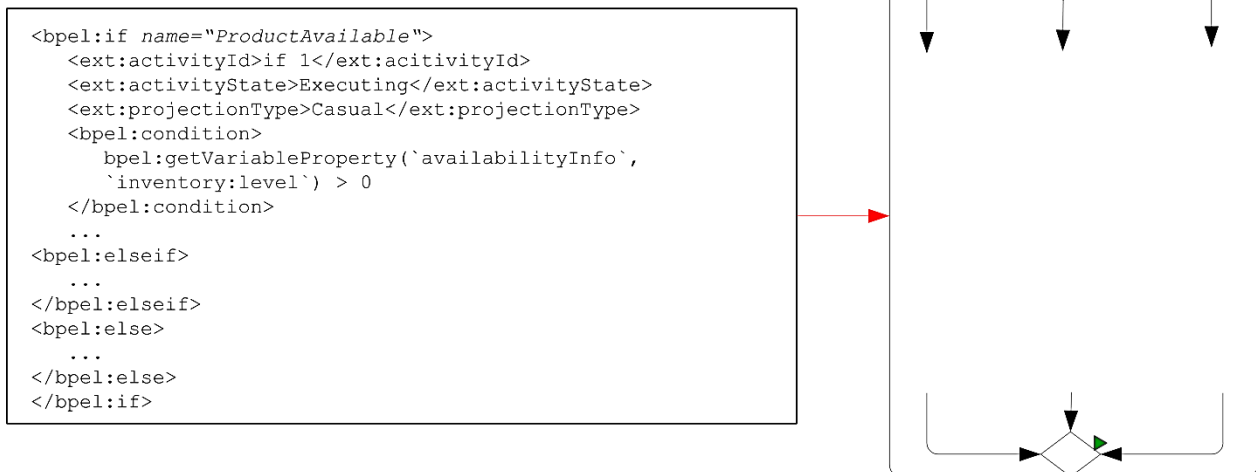 <bpel:if name="ProductAvailable">
<ext:activityId>if 1</ext:acitivityId>
<ext:activityState>Executing</ext:activityState>
<ext:projectionType>Casual</ext:projectionType>
<bpel:condition>
bpel:getVariableProperty(`availabilityInfo`,
`inventory:level`) > 0
</bpel:condition>
...
<bpel:elseif>
...
</bpel:elseif>
<bpel:else>
...
</bpel:else>
</bpel:if>